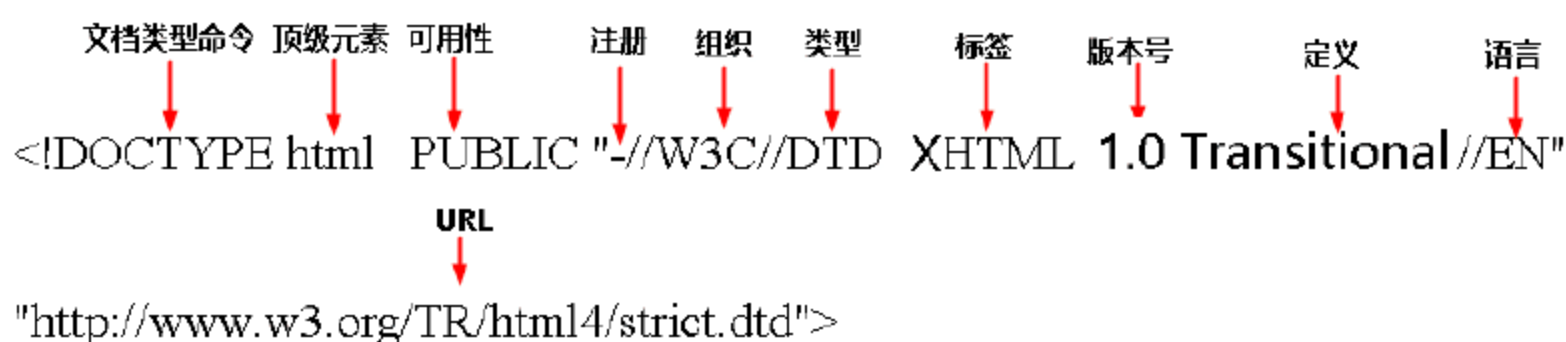 文档类型命令 顶级元素 可用性 注册 组织 类型 标签 版本号 定义 语言
<!DOCTYPE html PUBLIC "-//W3C//DTD XHTML 1.0 Transitional //EN"
URL
"http://www.w3.org/TR/html4/strict.dtd">